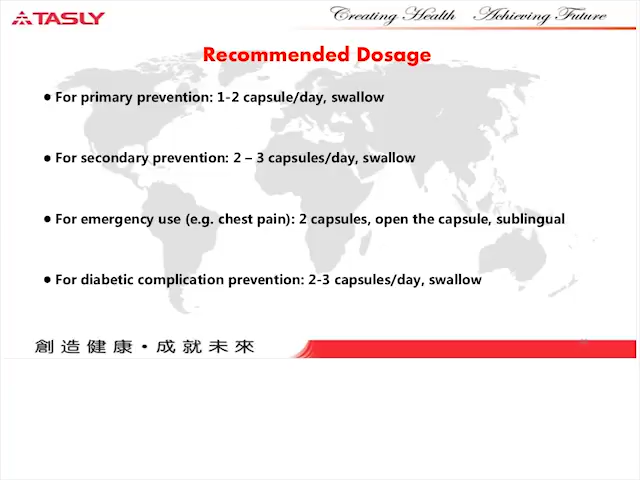 TASLY
Creating Health Achieving Future
Recommended Dosage
● For primary prevention: 1-2 capsule/day, swallow
● For secondary prevention: 2 – 3 capsules/day, swallow
● For emergency use (e.g. chest pain): 2 capsules, open the capsule, sublingual
● For diabetic complication prevention: 2-3 capsules/day, swallow
創造健康·成就未來